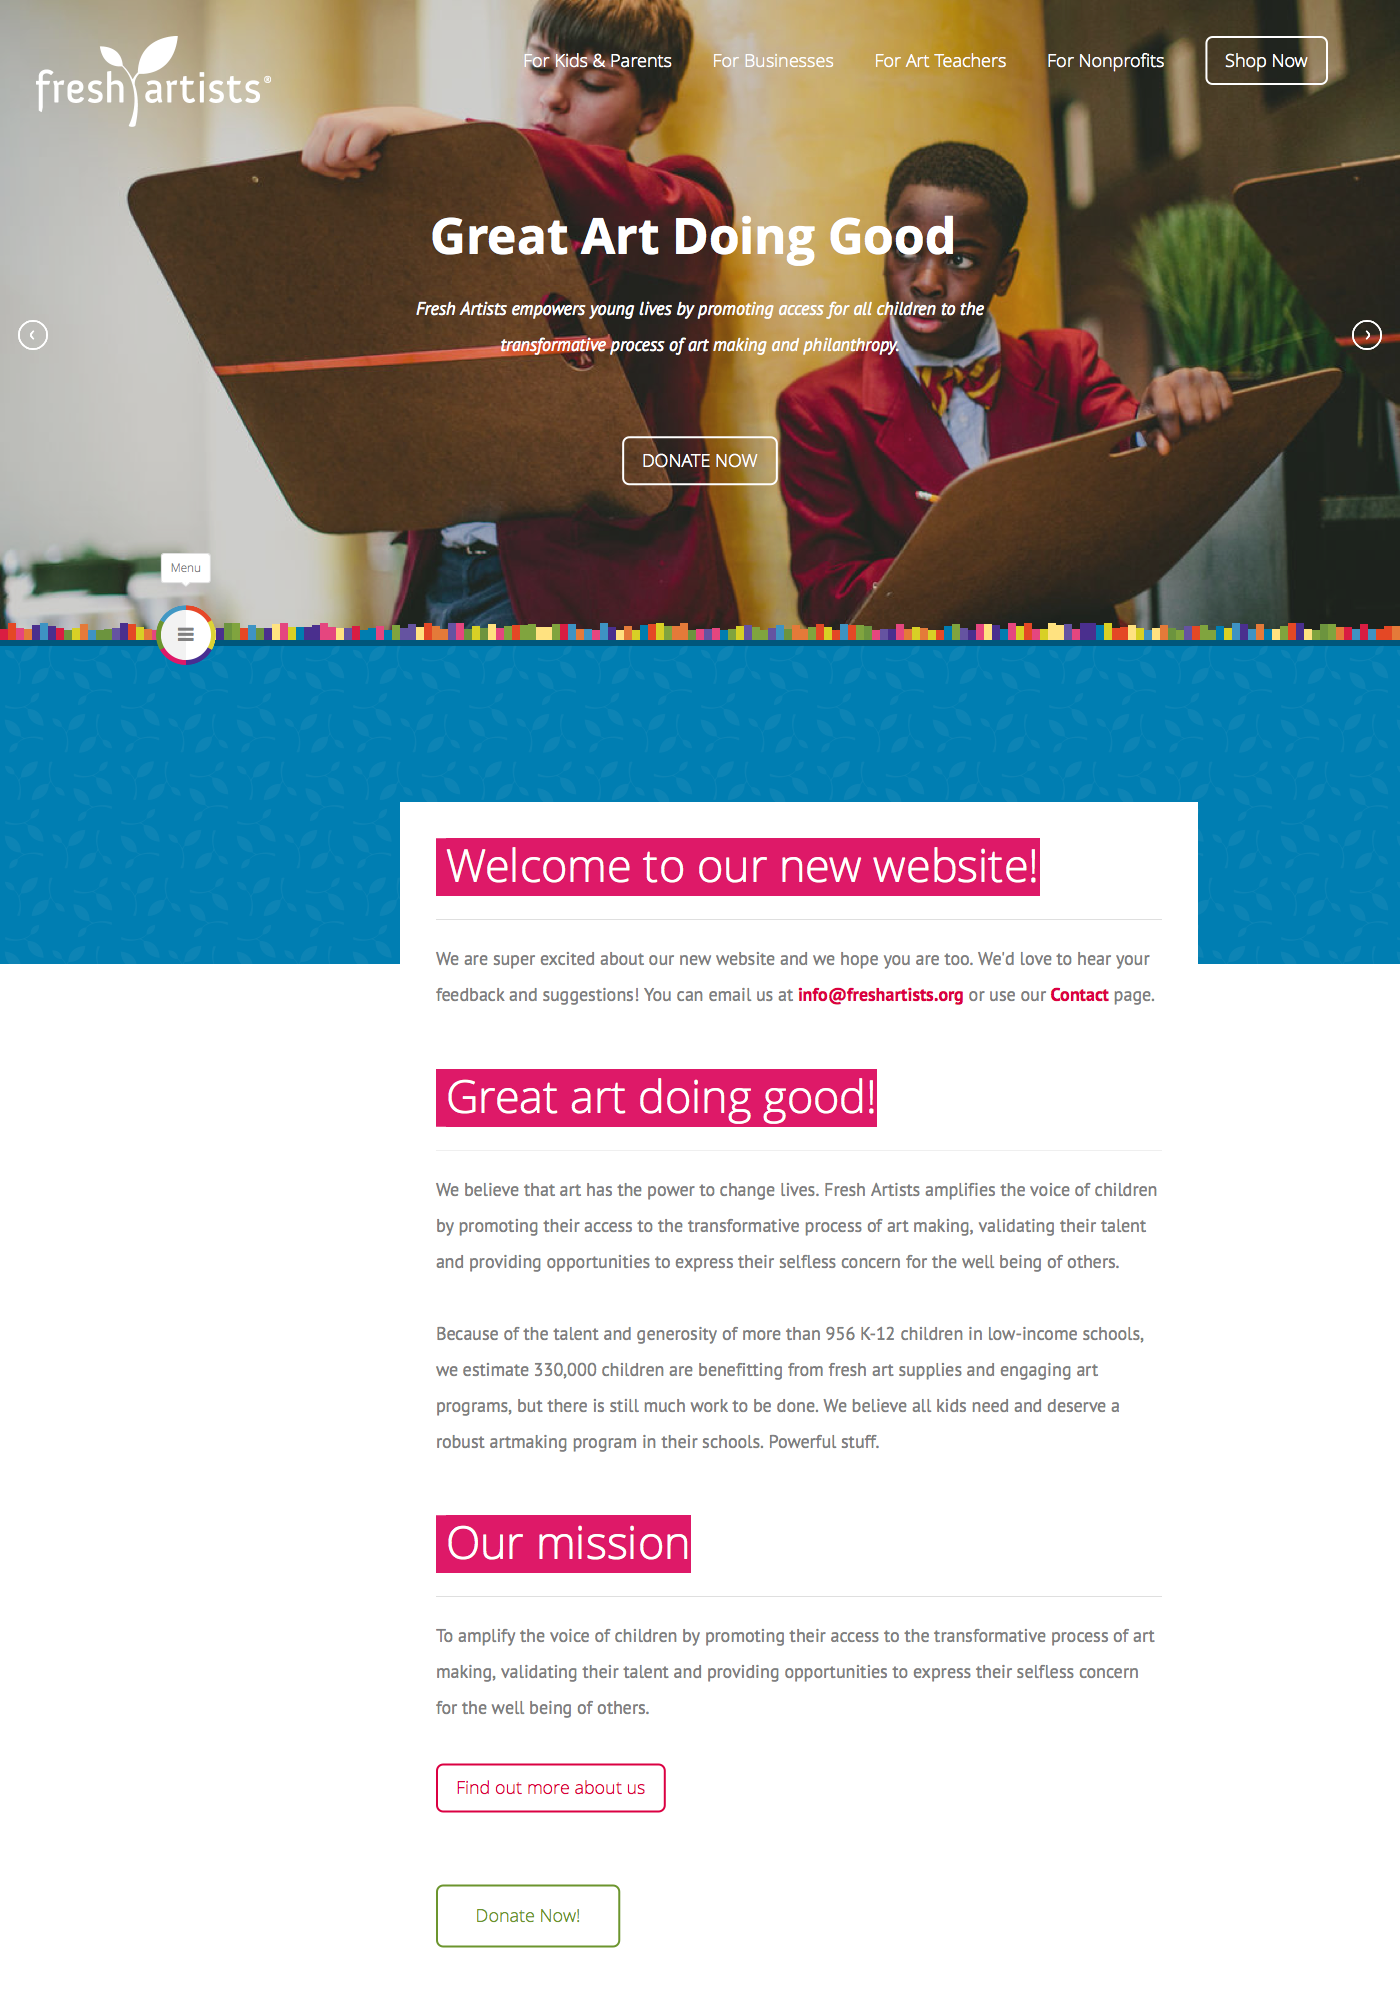 fresh artists®
For Kids & Parents
For Businesses
For Art Teachers
For Nonprofits
Shop Now
Great Art Doing Good
Fresh Artists empowers young lives by promoting access for all children to the
transformative process of art making and philanthropy.
DONATE NOW
Menu
Welcome to our new website!
We are super excited about our new website and we hope you are too. We'd love to hear your
feedback and suggestions! You can email us at info@freshartists.org or use our Contact page.
Great art doing good!
We believe that art has the power to change lives. Fresh Artists amplifies the voice of children
by promoting their access to the transformative process of art making, validating their talent
and providing opportunities to express their selfless concern for the well being of others.
Because of the talent and generosity of more than 956 K-12 children in low-income schools,
we estimate 330,000 children are benefitting from fresh art supplies and engaging art
programs, but there is still much work to be done. We believe all kids need and deserve a
robust artmaking program in their schools. Powerful stuff.
Our mission
To amplify the voice of children by promoting their access to the transformative process of art
making, validating their talent and providing opportunities to express their selfless concern
for the well being of others.
Find out more about us
Donate Now!